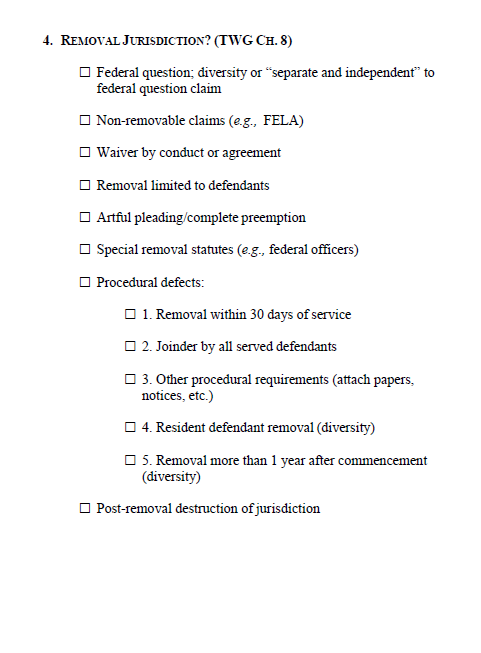 4. REMOVAL JURISDICTION? (TWG CH. 8)
☐ Federal question; diversity or “separate and independent” to
federal question claim
☐ Non-removable claims (e.g., FELA)
☐ Waiver by conduct or agreement
☐ Removal limited to defendants
☐ Artful pleading/complete preemption
☐ Special removal statutes (e.g., federal officers)
☐ Procedural defects:
☐ 1. Removal within 30 days of service
☐ 2. Joinder by all served defendants
☐ 3. Other procedural requirements (attach papers,
notices, etc.)
☐ 4. Resident defendant removal (diversity)
☐ 5. Removal more than 1 year after commencement
(diversity)
☐ Post-removal destruction of jurisdiction